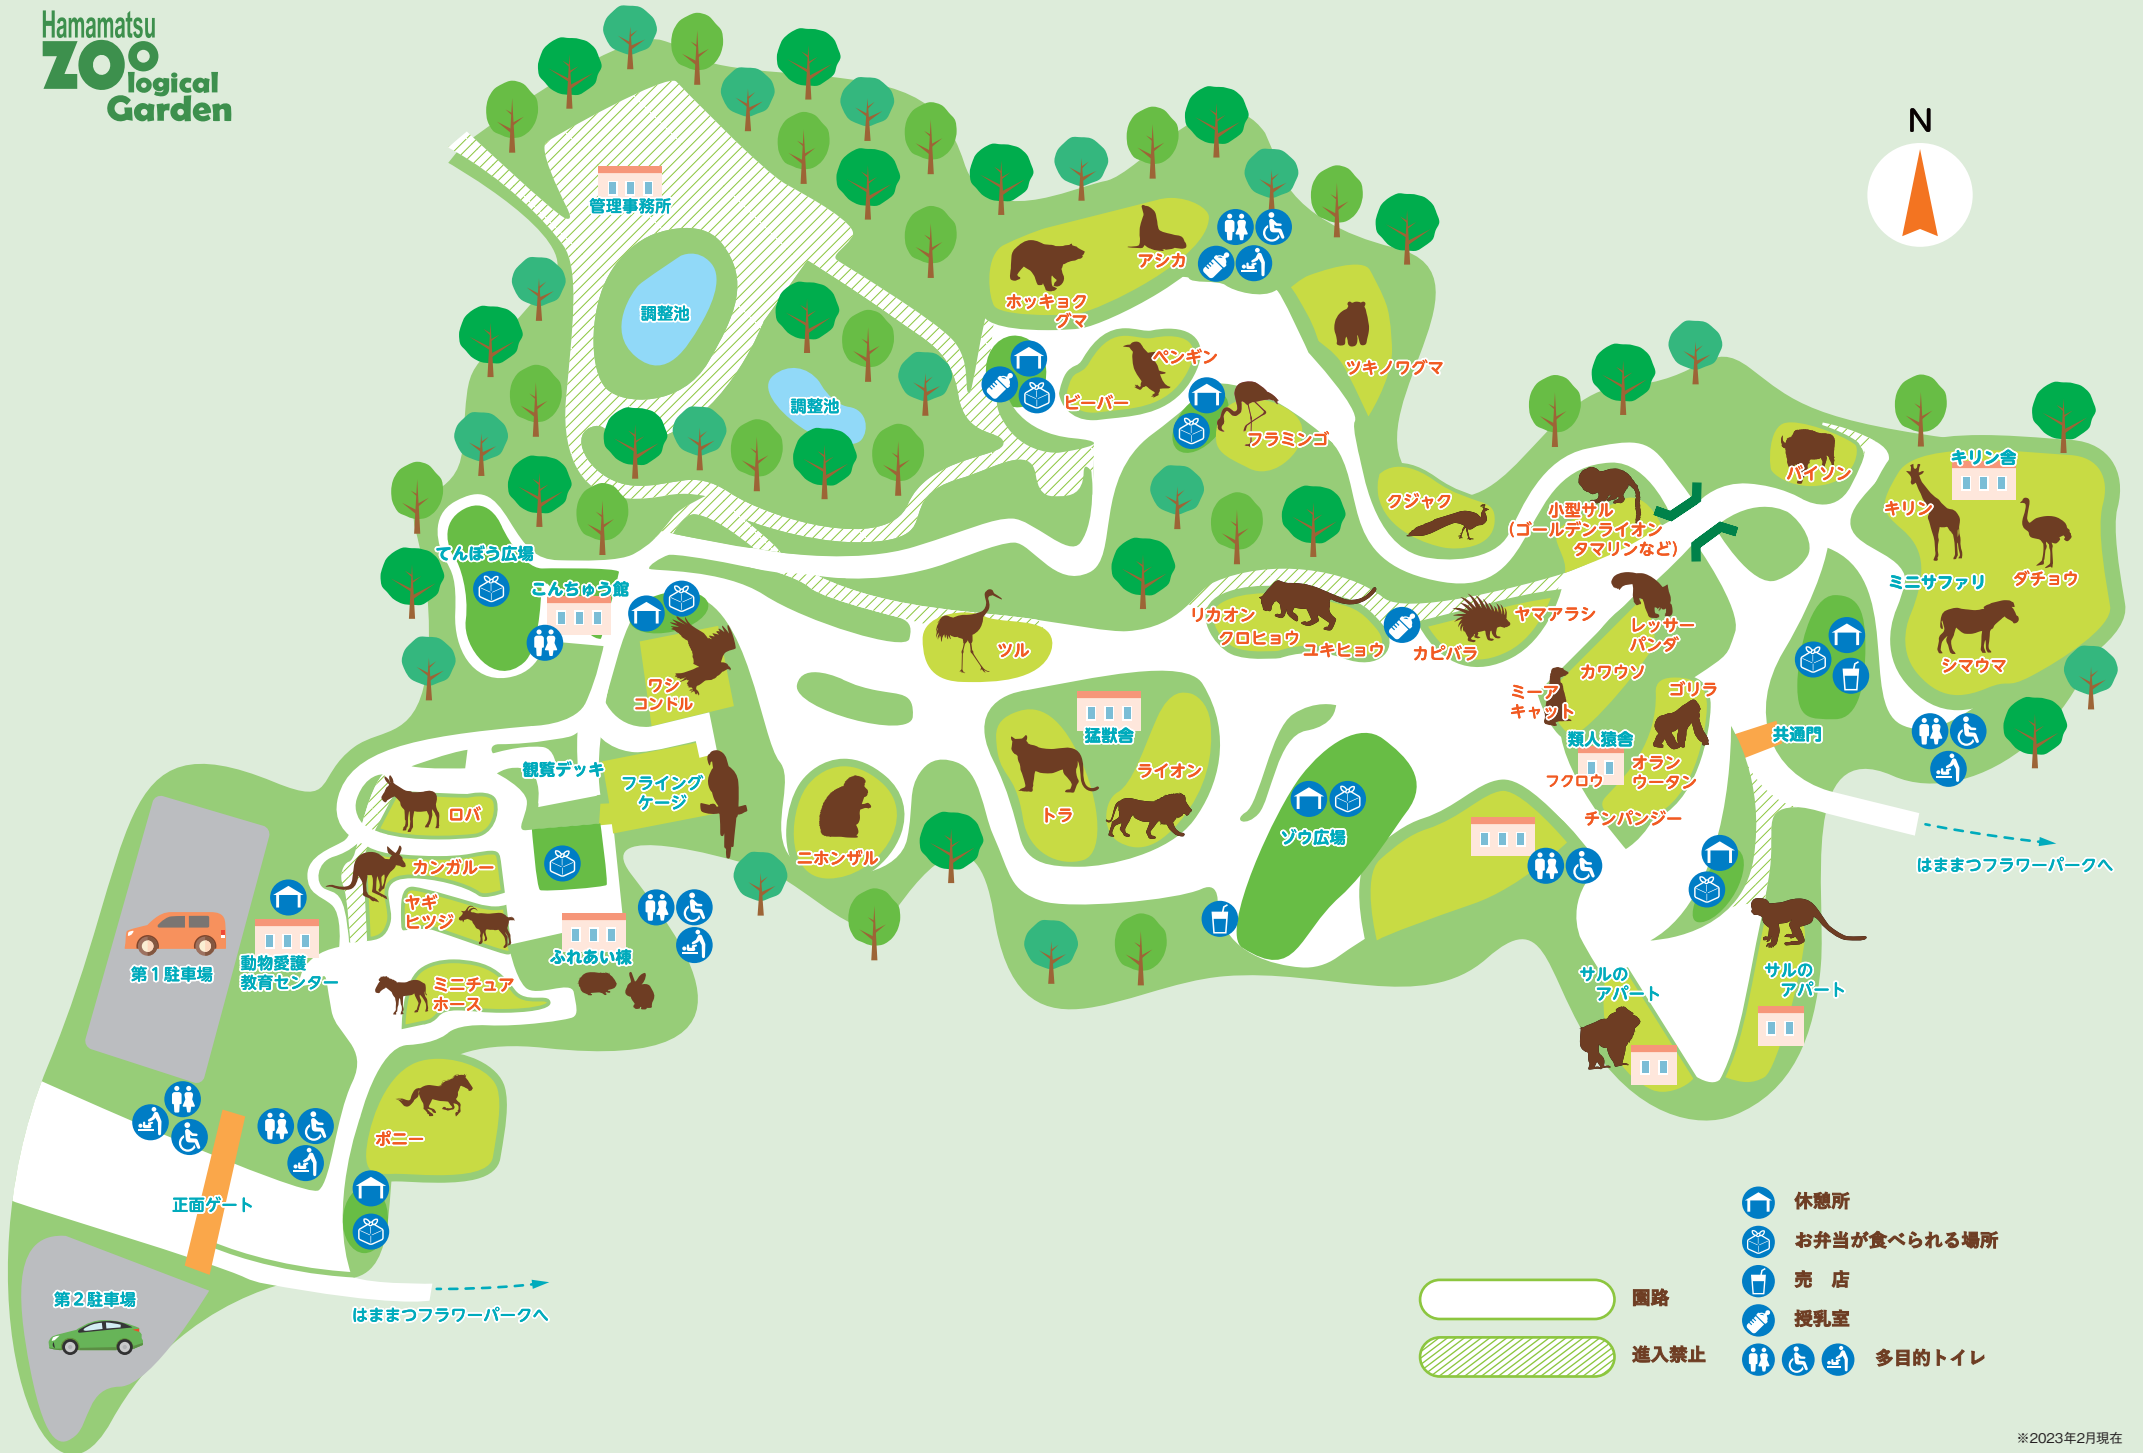 Hamamatsu
ZOO
logical
Garden
N
管理事務所
調整池
調整池
アシカ
ホッキョク
グマ
ペンギン
ビーバー
ツキノワグマ
フラミンゴ
クジャク
小型サル
(ゴールデンライオン
タマリンなど)
バイソン
キリン舎
キリン
ダチョウ
ミニサファリ
シマウマ
てんぼう広場
こんちゅう館
ワシ
コンドル
ツル
リカオン
クロヒョウ
ユキヒョウ
カピバラ
ヤマアラシ
レッサー
パンダ
カワウソ
ミーア
キャット
ゴリラ
類人猿舎
フクロウ
オラン
ウータン
チンパンジー
共通門
はままつフラワーパークへ
観覧デッキ
フライング
ケージ
ロバ
カンガルー
ヤギ
ヒツジ
ふれあい棟
ミニチュア
ホース
ニホンザル
猛獣舎
トラ
ライオン
ゾウ広場
サルの
アパート
サルの
アパート
第1駐車場
動物愛護
教育センター
ポニー
正面ゲート
第2駐車場
はままつフラワーパークへ
園路
進入禁止
休憩所
お弁当が食べられる場所
売　店
授乳室
多目的トイレ
※2023年2月現在